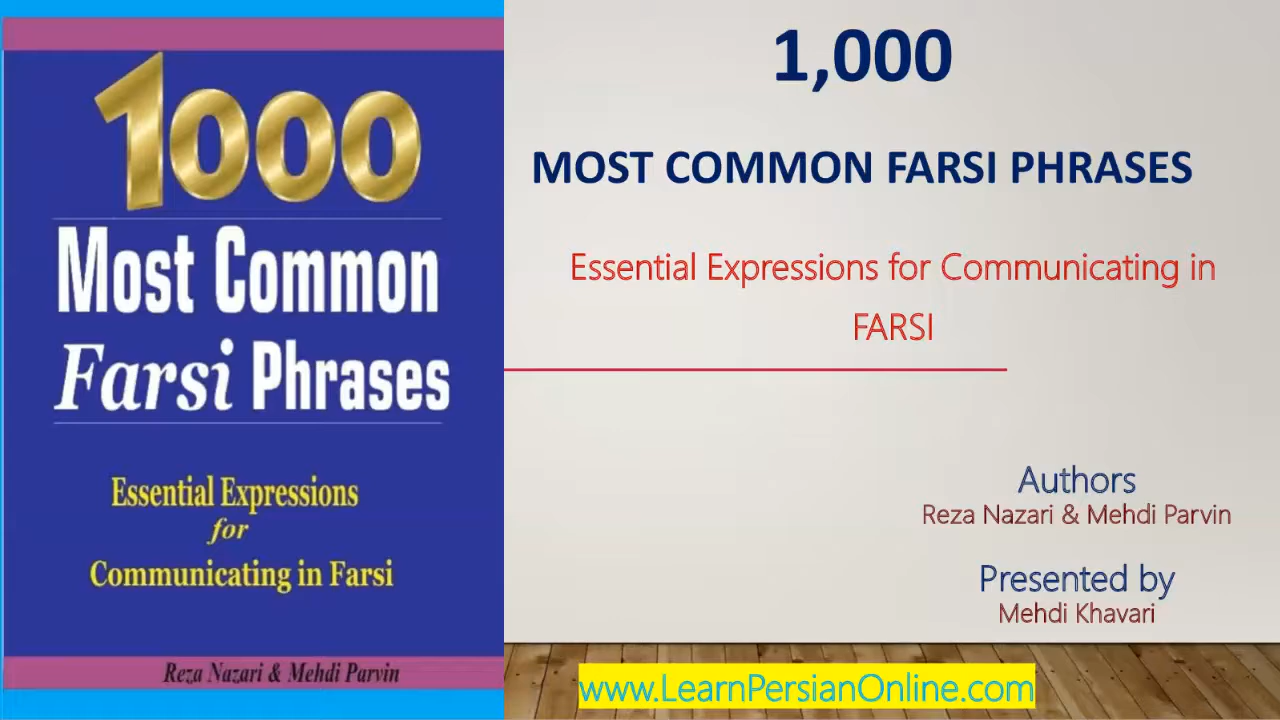 1000
Most Common
Farsi Phrases
Essential Expressions
for
Communicating in Farsi
Reza Nazari & Mehdi Parvin
1,000
MOST COMMON FARSI PHRASES
Essential Expressions for Communicating in
FARSI
Authors
Reza Nazari & Mehdi Parvin
Presented by
Mehdi Khavari
www.LearnPersianOnline.com